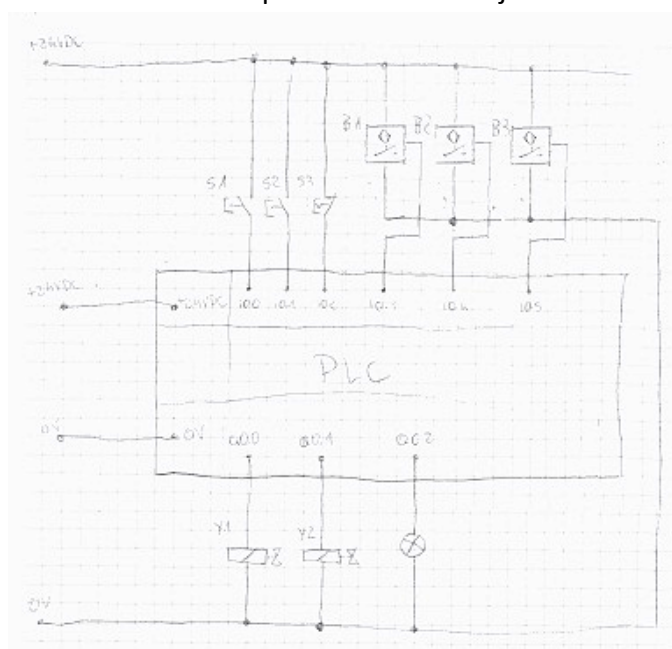 +24VDC
B1 B2 B3
S1 S2 S3
+24VDC +24VDC I0.0 I0.1 I0.2 I0.3 I0.4 I0.5
PLC
0V 0V Q0.0 Q0.1 Q0.2
Y1 Y2
0V